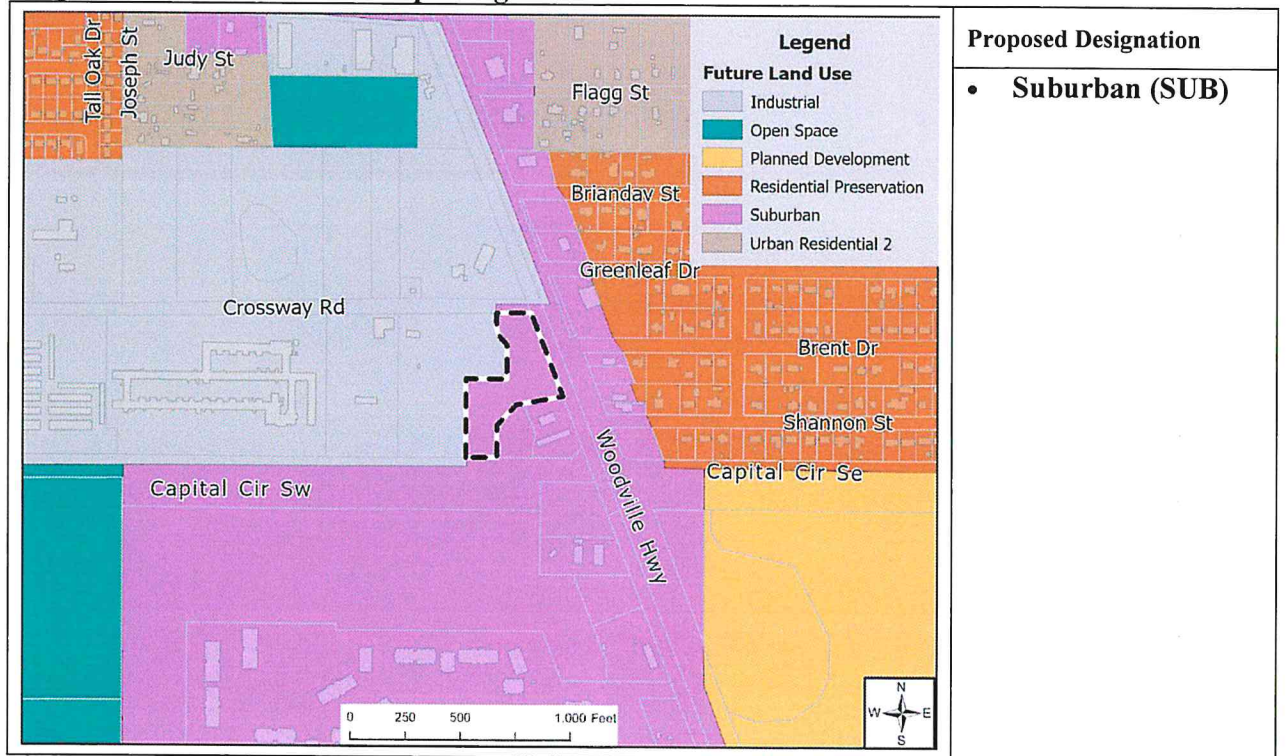 Tall Oak Dr
Joseph St
Judy St
Flagg St
Briandav St
Greenleaf Dr
Crossway Rd
Brent Dr
Shannon St
Woodville Hwy
Capital Cir Sw
Capital Cir Se
Legend
Future Land Use
Industrial
Open Space
Planned Development
Residential Preservation
Suburban
Urban Residential 2
0 250 500 1,000 Feet
N
W E
S
Proposed Designation
• Suburban (SUB)